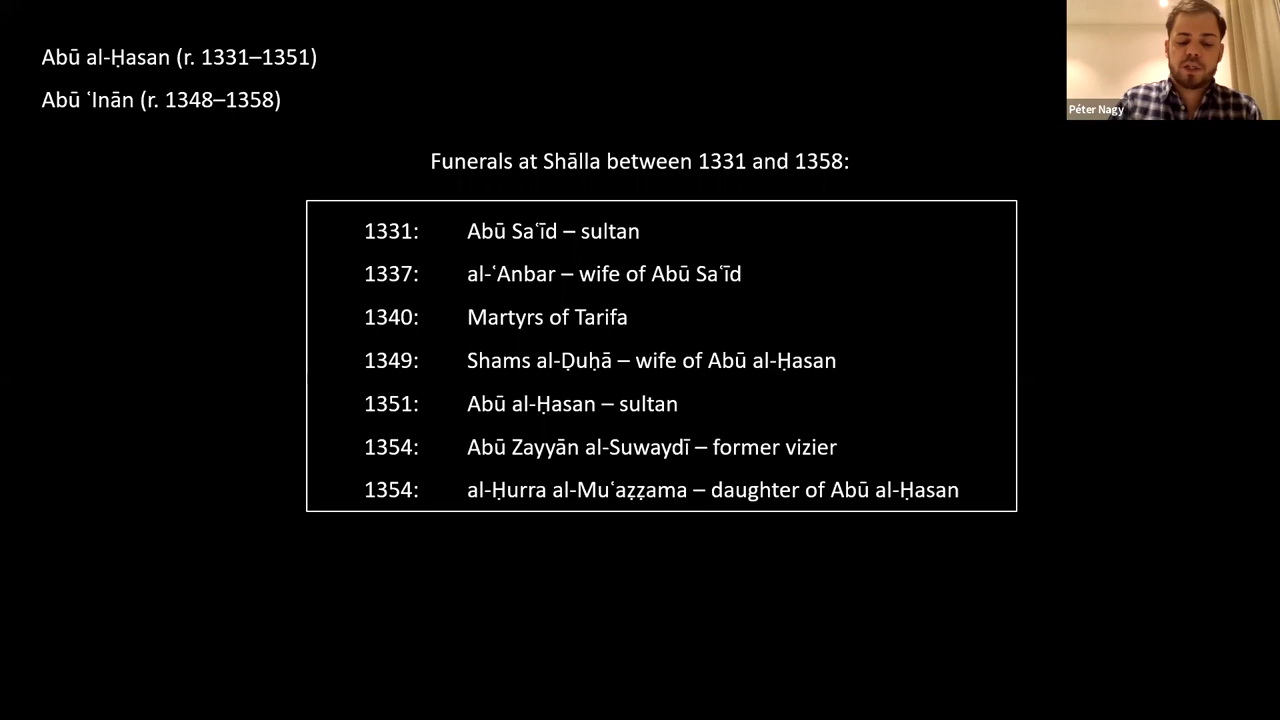 Abū al-Ḥasan (r. 1331–1351)
Abū ʿInān (r. 1348–1358)
Péter Nagy
Funerals at Shālla between 1331 and 1358:
1331: Abū Saʿīd – sultan
1337: al-ʿAnbar – wife of Abū Saʿīd
1340: Martyrs of Tarifa
1349: Shams al-Ḍuḥā – wife of Abū al-Ḥasan
1351: Abū al-Ḥasan – sultan
1354: Abū Zayyān al-Suwaydī – former vizier
1354: al-Ḥurra al-Muʿaẓẓama – daughter of Abū al-Ḥasan